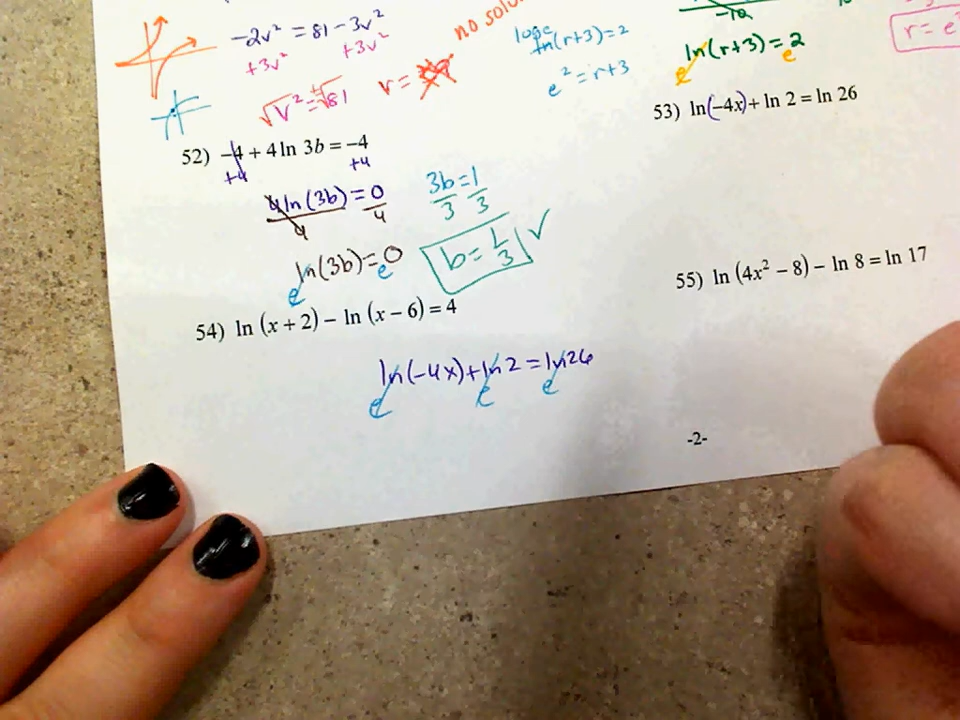 -2v² = 81 - 3v²
+3v² +3v²
√v² = ±√81
v =
no solu
ln(r+3) = 2
e² = r+3
ln(r+3) = 2
e e
r = e
52) -4 + 4 ln 3b = -4
+4 +4
4 ln(3b) = 0
4 4
ln(3b) = 0
e e
3b = 1
3 3
b = 1/3 ✓
53) ln(-4x) + ln 2 = ln 26
54) ln (x + 2) - ln (x - 6) = 4
55) ln (4x² - 8) - ln 8 = ln 17
ln(-4x) + ln 2 = ln 26
e e e
-2-